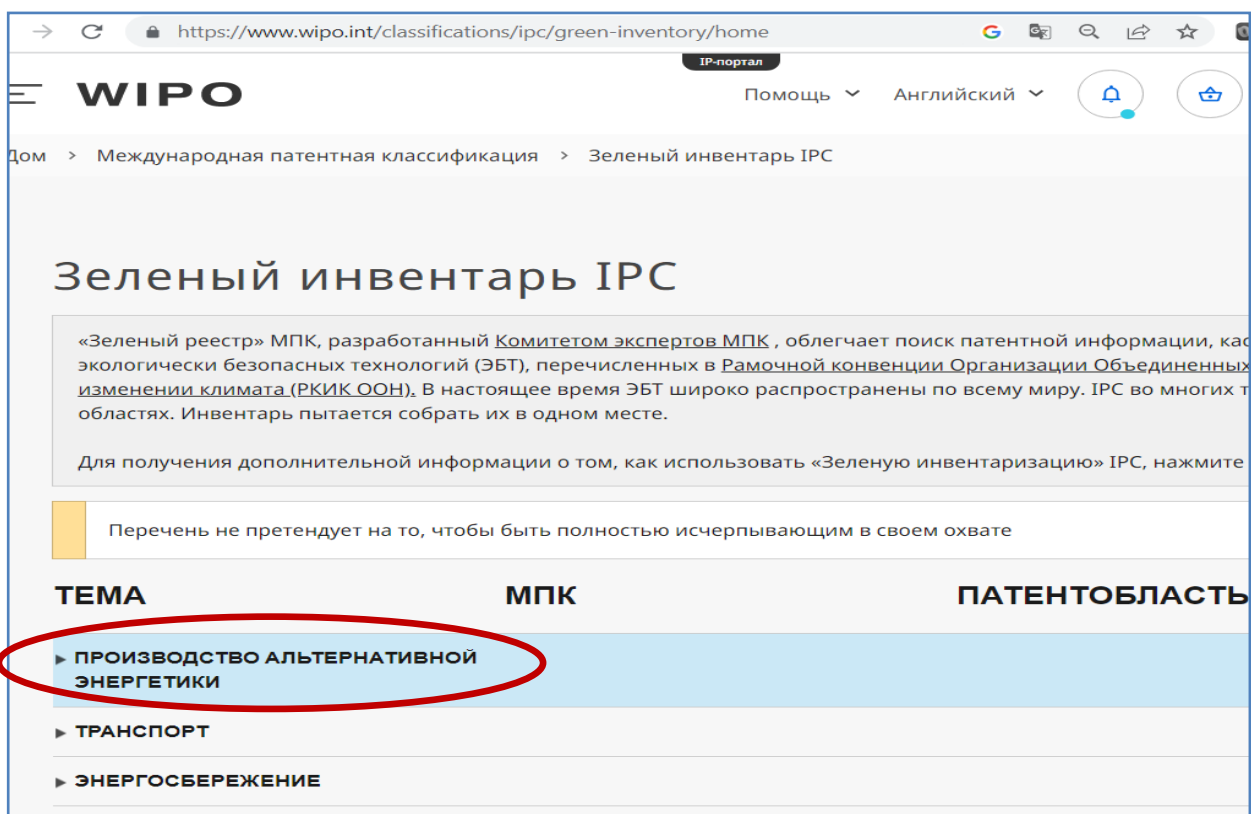 https://www.wipo.int/classifications/ipc/green-inventory/home
IP-портал
WIPO
Помощь
Английский
Дом > Международная патентная классификация > Зеленый инвентарь IPC
Зеленый инвентарь IPC
«Зеленый реестр» МПК, разработанный Комитетом экспертов МПК , облегчает поиск патентной информации, кас
экологически безопасных технологий (ЭБТ), перечисленных в Рамочной конвенции Организации Объединенных
изменении климата (РКИК ООН). В настоящее время ЭБТ широко распространены по всему миру. IPC во многих т
областях. Инвентарь пытается собрать их в одном месте.
Для получения дополнительной информации о том, как использовать «Зеленую инвентаризацию» IPC, нажмите
Перечень не претендует на то, чтобы быть полностью исчерпывающим в своем охвате
ТЕМА МПК ПАТЕНТОБЛАСТЬ
ПРОИЗВОДСТВО АЛЬТЕРНАТИВНОЙ
ЭНЕРГЕТИКИ
ТРАНСПОРТ
ЭНЕРГОСБЕРЕЖЕНИЕ